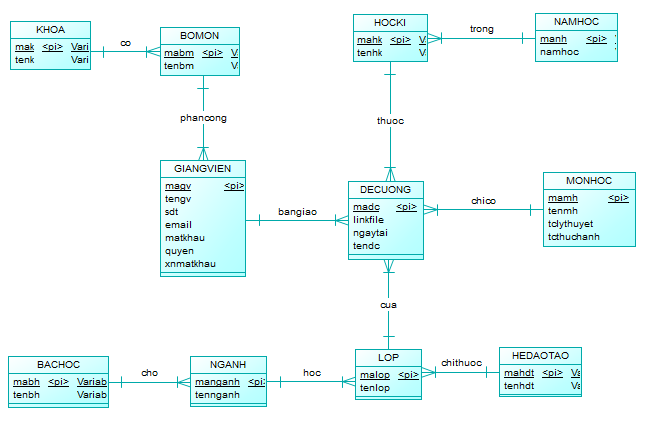 KHOA
mak <pi> Vari
tenk Vari
co
BOMON
mabm <pi> V
tenbm V
phancong
HOCKI
mahk <pi> V
tenhk V
trong
NAMHOC
manh <pi>
namhoc
thuoc
GIANGVIEN
magv <pi>
tengv
sdt
email
matkhau
quyen
xnmatkhau
bangiao
DECUONG
madc <pi>
linkfile
ngaytai
tendc
chico
MONHOC
mamh <pi>
tenmh
tclythuyet
tcthuchanh
cua
BACHOC
mabh <pi> Variab
tenbh Variab
cho
NGANH
manganh <pi>
tennganh
hoc
LOP
malop <pi>
tenlop
chithuoc
HEDAOTAO
mahdt <pi> Va
tenhdt Va